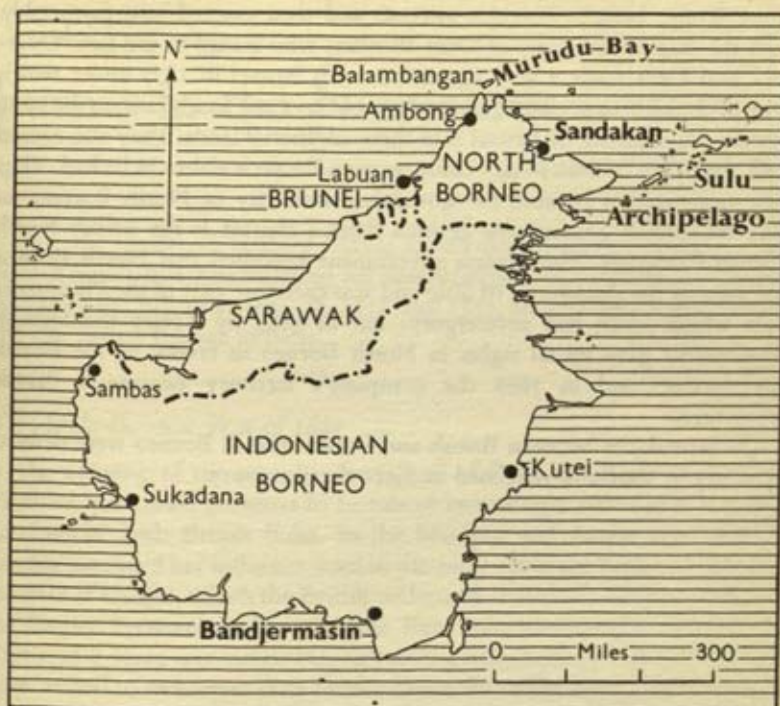 N
Murudu Bay
Balambangan
Ambong
Sandakan
Labuan
NORTH
BORNEO
BRUNEI
Sulu
Archipelago
SARAWAK
Sambas
INDONESIAN
BORNEO
Kutei
Sukadana
Bandjermasin
0 Miles 300